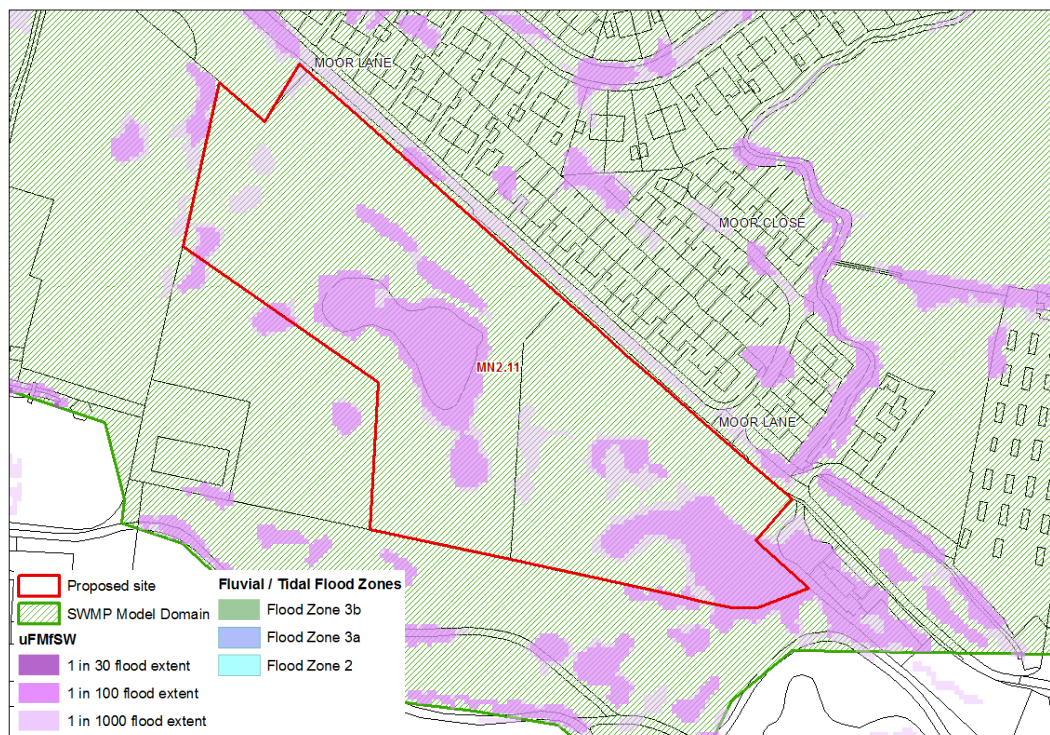 MOOR LANE
MOOR CLOSE
MN2.11
MOOR LANE
Proposed site
SWMP Model Domain
uFMfSW
1 in 30 flood extent
1 in 100 flood extent
1 in 1000 flood extent
Fluvial / Tidal Flood Zones
Flood Zone 3b
Flood Zone 3a
Flood Zone 2